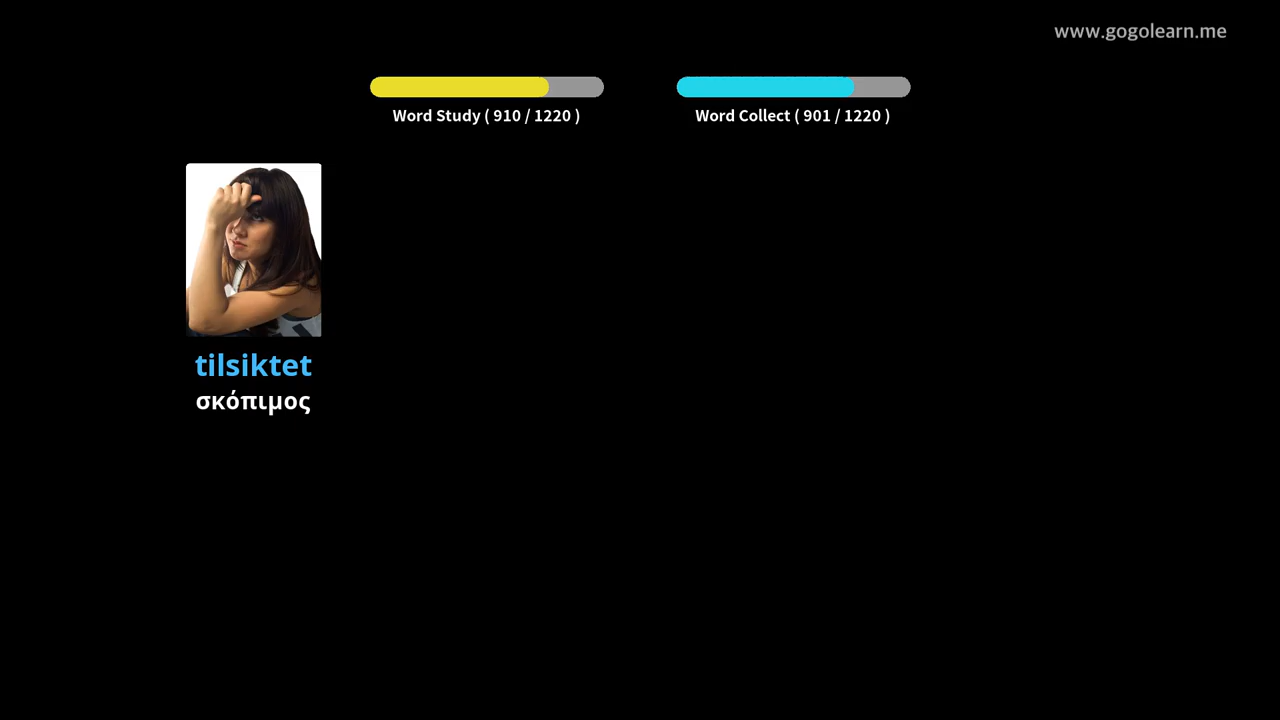 www.gogolearn.me
Word Study ( 910 / 1220 )
Word Collect ( 901 / 1220 )
tilsiktet
σκόπιμος